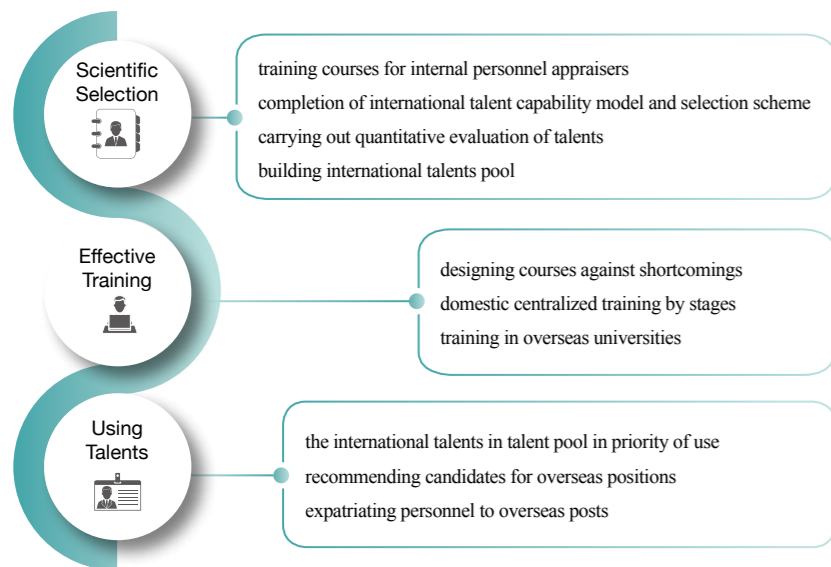 Scientific
Selection
training courses for internal personnel appraisers
completion of international talent capability model and selection scheme
carrying out quantitative evaluation of talents
building international talents pool
Effective
Training
designing courses against shortcomings
domestic centralized training by stages
training in overseas universities
Using
Talents
the international talents in talent pool in priority of use
recommending candidates for overseas positions
expatriating personnel to overseas posts